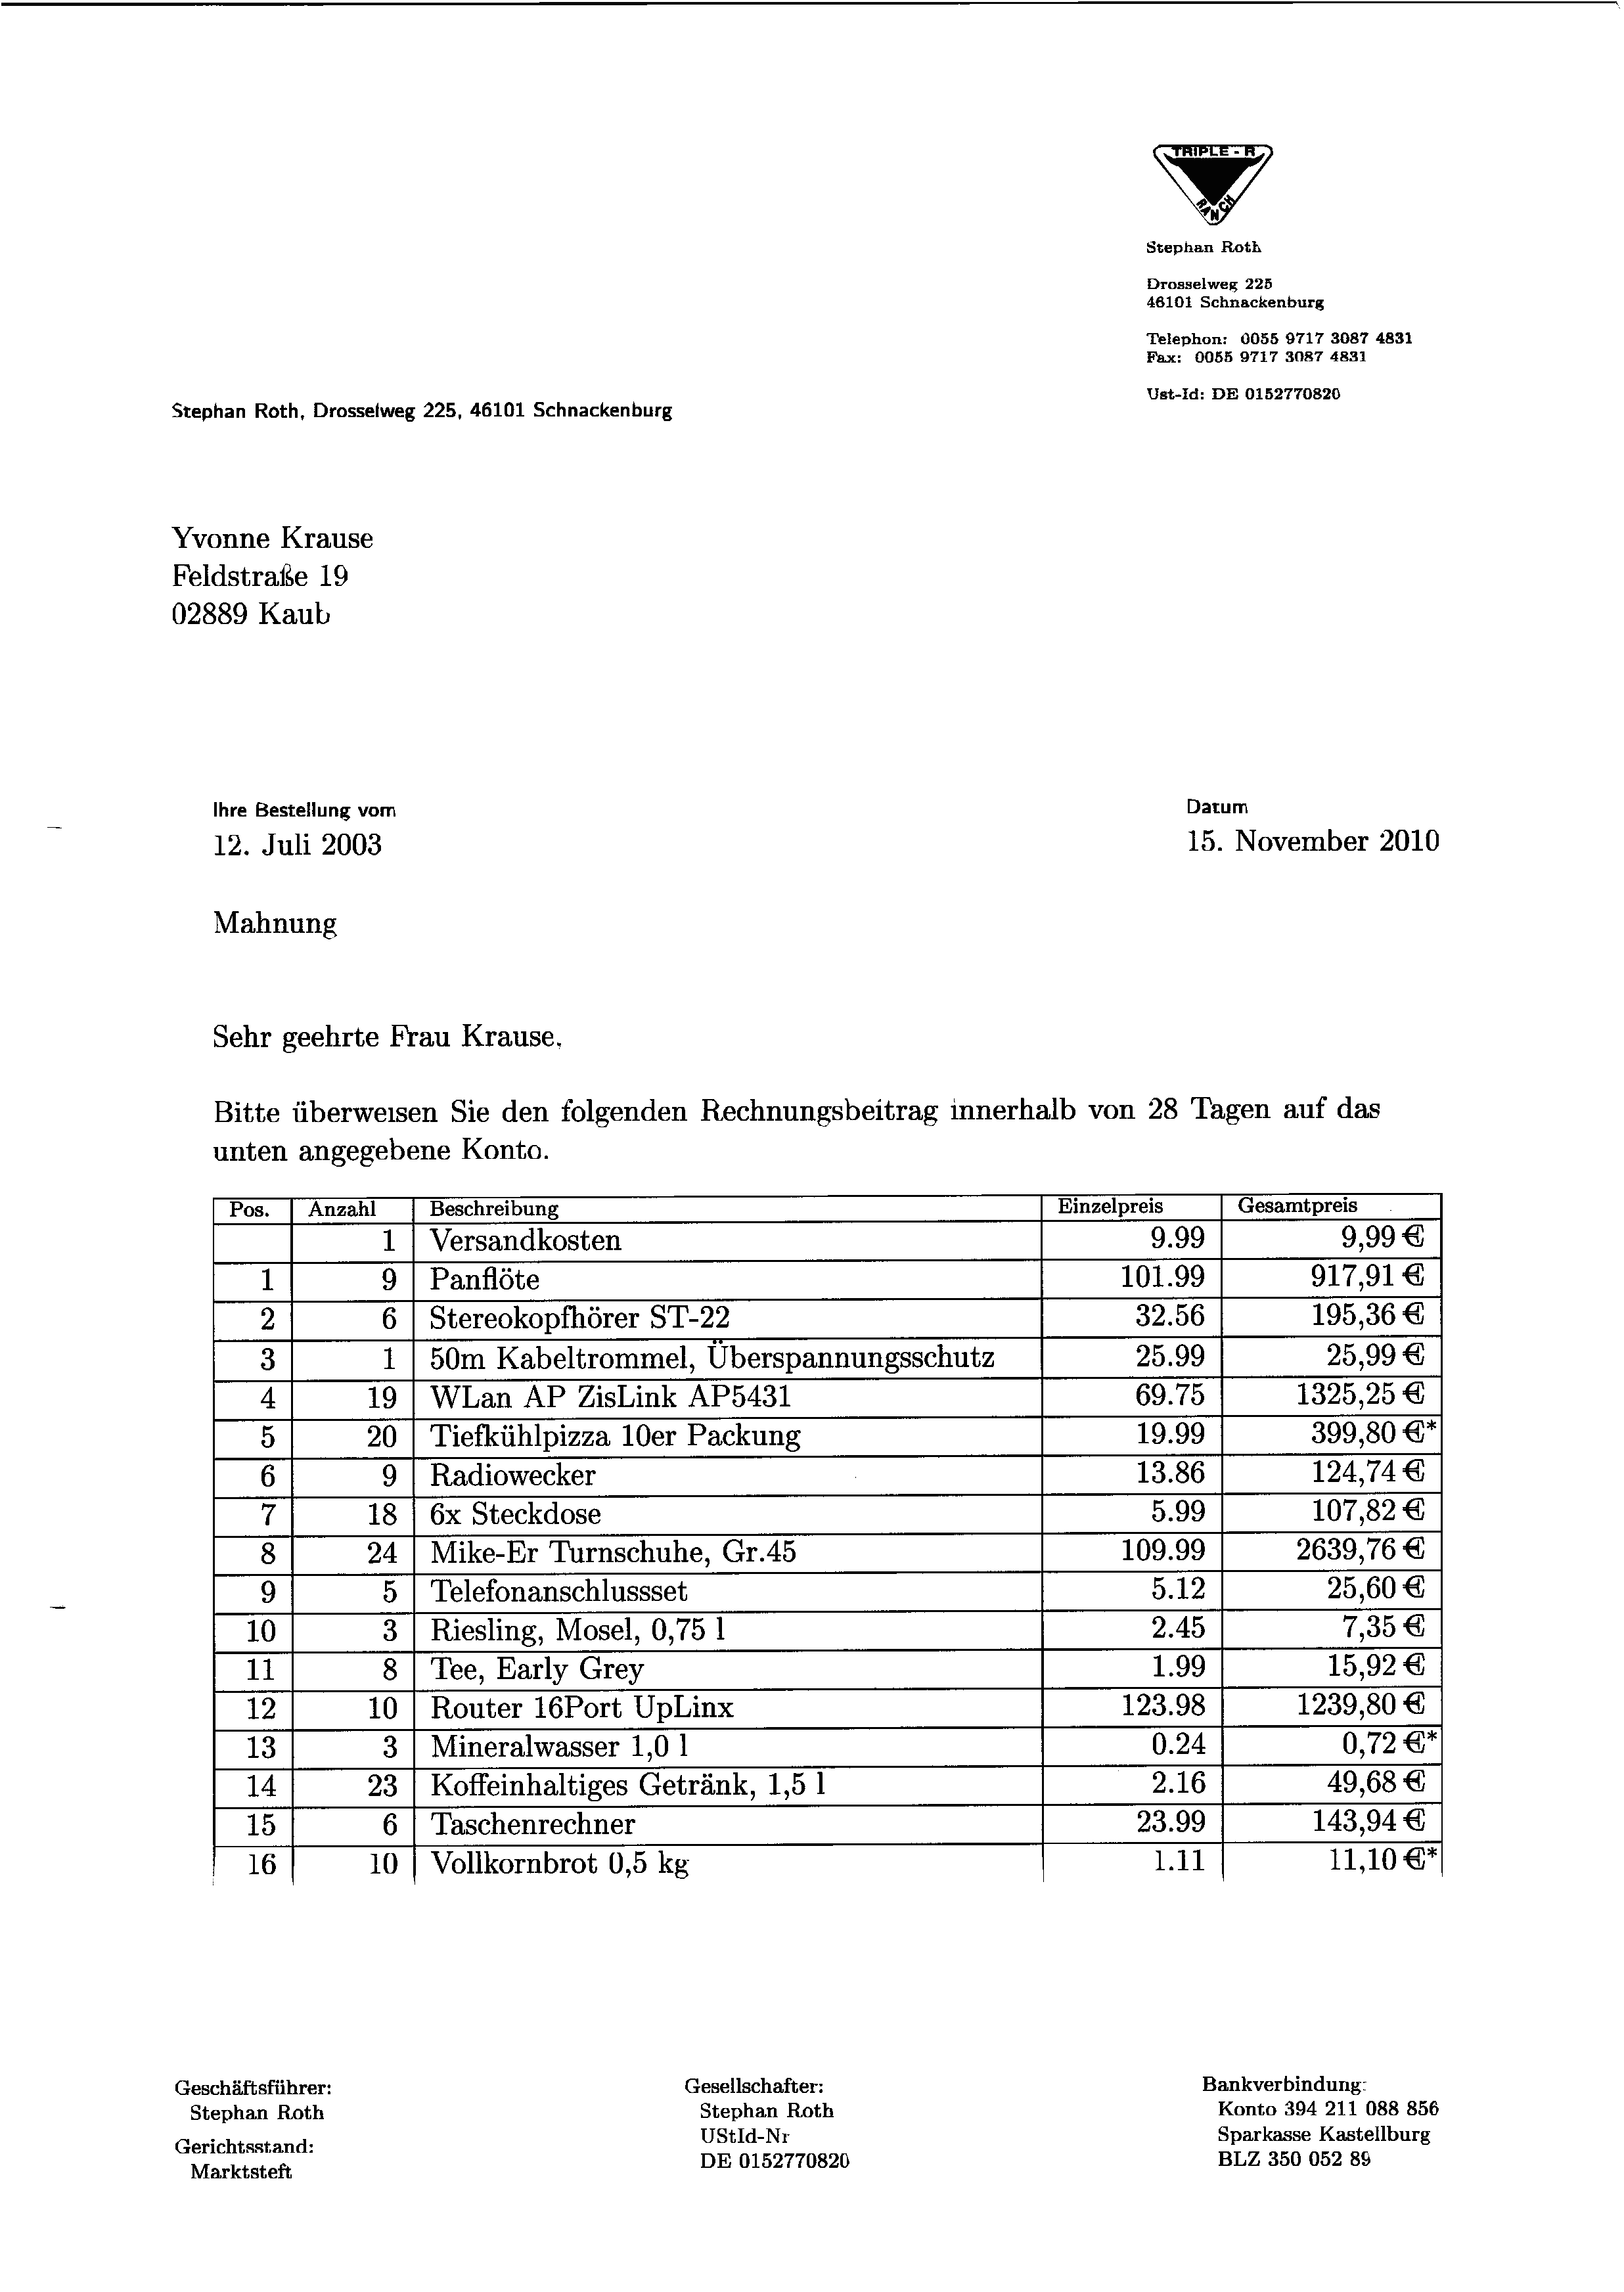 TRIPLE - R
RANCH
Stephan Roth
Drosselweg 225
46101 Schnackenburg
Telephon: 0055 9717 3087 4831
Fax: 0055 9717 3087 4831
Ust-Id: DE 0152770820
Stephan Roth, Drosselweg 225, 46101 Schnackenburg
Yvonne Krause
Feldstraße 19
02889 Kaub
Ihre Bestellung vom Datum
12. Juli 2003 15. November 2010
Mahnung
Sehr geehrte Frau Krause,
Bitte überweisen Sie den folgenden Rechnungsbeitrag innerhalb von 28 Tagen auf das
unten angegebene Konto.
Pos. Anzahl Beschreibung Einzelpreis Gesamtpreis
1 Versandkosten 9.99 9,99 €
1 9 Panflöte 101.99 917,91 €
2 6 Stereokopfhörer ST-22 32.56 195,36 €
3 1 50m Kabeltrommel, Überspannungsschutz 25.99 25,99 €
4 19 WLan AP ZisLink AP5431 69.75 1325,25 €
5 20 Tiefkühlpizza 10er Packung 19.99 399,80 €*
6 9 Radiowecker 13.86 124,74 €
7 18 6x Steckdose 5.99 107,82 €
8 24 Mike-Er Turnschuhe, Gr.45 109.99 2639,76 €
9 5 Telefonanschlussset 5.12 25,60 €
10 3 Riesling, Mosel, 0,75 l 2.45 7,35 €
11 8 Tee, Early Grey 1.99 15,92 €
12 10 Router 16Port UpLinx 123.98 1239,80 €
13 3 Mineralwasser 1,0 l 0.24 0,72 €*
14 23 Koffeinhaltiges Getränk, 1,5 l 2.16 49,68 €
15 6 Taschenrechner 23.99 143,94 €
16 10 Vollkornbrot 0,5 kg 1.11 11,10 €*
Geschäftsführer:
Stephan Roth
Gerichtsstand:
Marktsteft
Gesellschafter:
Stephan Roth
UStId-Nr
DE 0152770820
Bankverbindung:
Konto 394 211 088 856
Sparkasse Kastellburg
BLZ 350 052 89